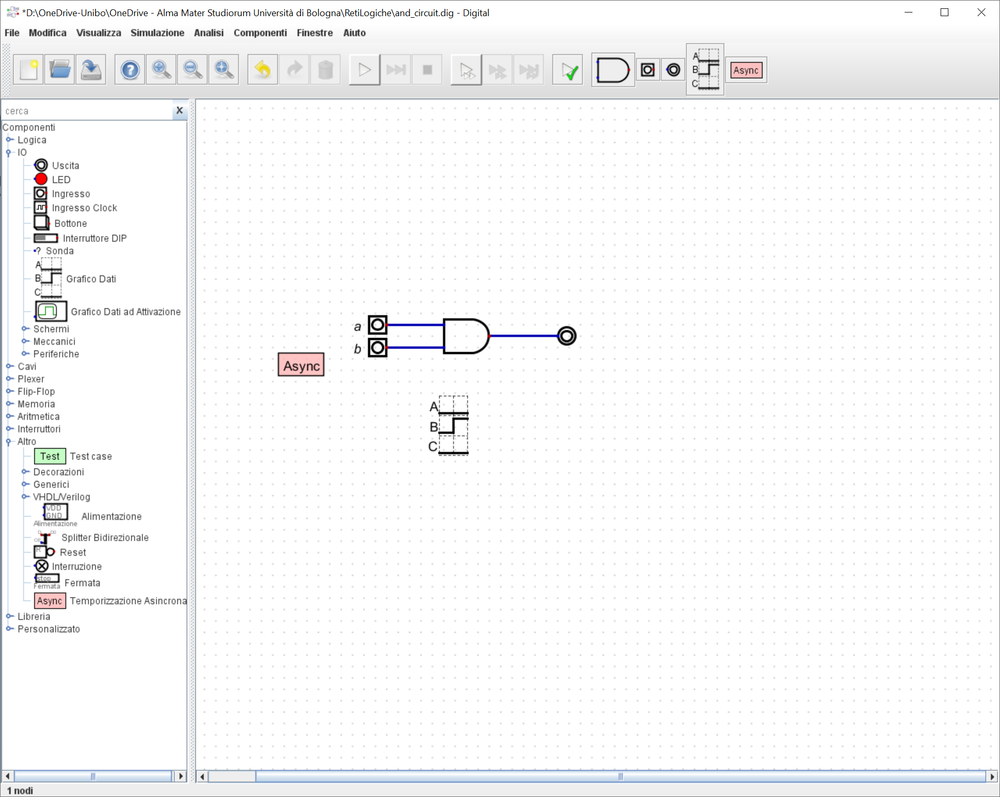 *D:\OneDrive-Unibo\OneDrive - Alma Mater Studiorum Università di Bologna\RetiLogiche\and_circuit.dig - Digital
File Modifica Visualizza Simulazione Analisi Componenti Finestre Aiuto
A
B
C
Async
cerca
Componenti
Logica
IO
Uscita
LED
Ingresso
Ingresso Clock
Bottone
Interruttore DIP
? Sonda
A
B
C
Grafico Dati
Grafico Dati ad Attivazione
Schermi
Meccanici
Periferiche
Cavi
Plexer
Flip-Flop
Memoria
Aritmetica
Interruttori
Altro
Test Test case
Decorazioni
Generici
VHDL/Verilog
VDD
GND
Alimentazione
Alimentazione
Splitter Bidirezionale
R Reset
Interruzione
stop
Fermata
Fermata
Async Temporizzazione Asincrona
Libreria
Personalizzato
a
b
Async
A
B
C
1 nodi